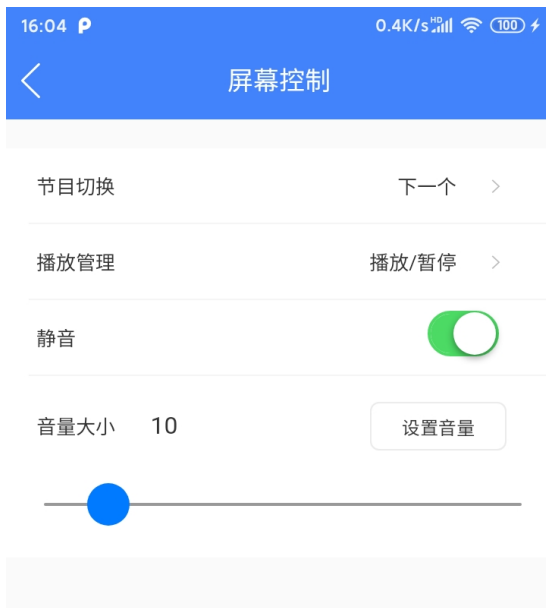 16:04 0.4K/s HD 100
屏幕控制
节目切换 下一个
播放管理 播放/暂停
静音
音量大小 10 设置音量